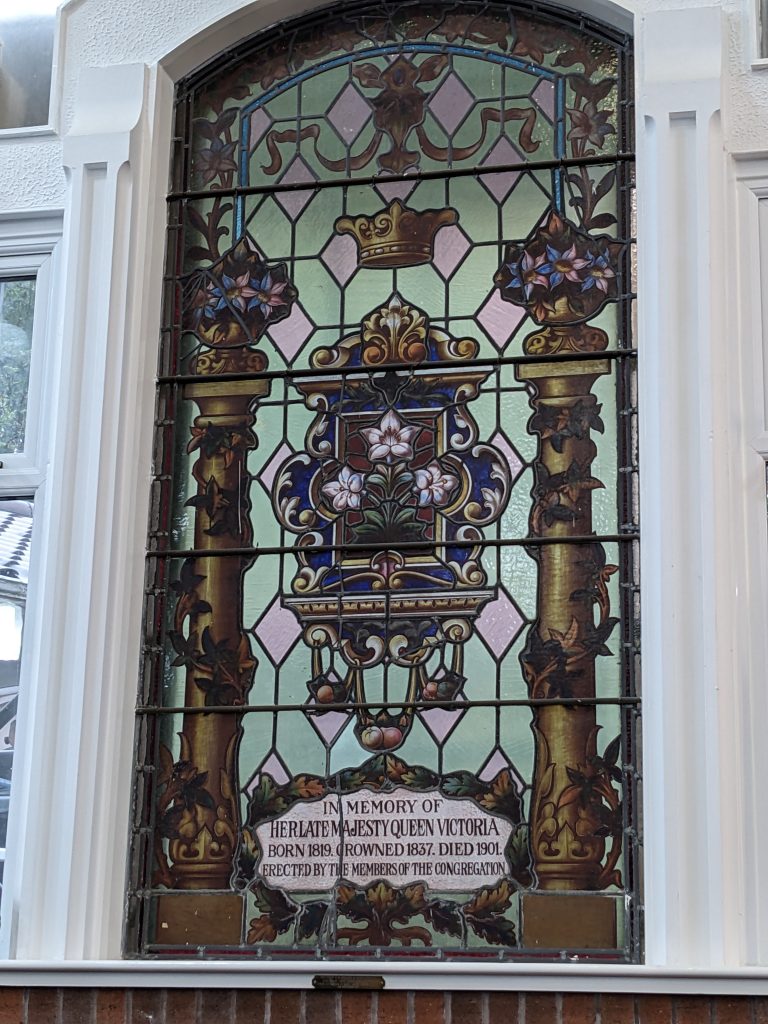 IN MEMORY OF
HER LATE MAJESTY QUEEN VICTORIA
BORN 1819. CROWNED 1837. DIED 1901.
ERECTED BY THE MEMBERS OF THE CONGREGATION